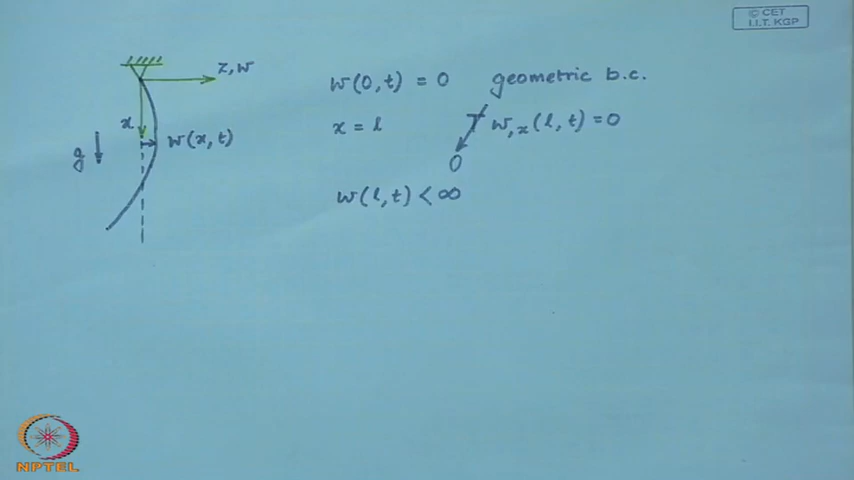 © CET
I.I.T. KGP
z, w
w(0, t) = 0 geometric b.c.
x
x = l
T w,x(l, t) = 0
g
w(x, t)
0
w(l, t) < ∞
NPTEL